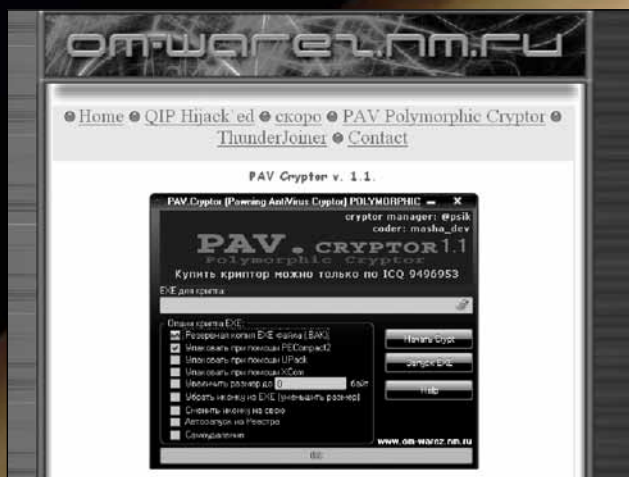 om-warez.nm.ru
Home QIP Hijack`ed скоро PAV Polymorphic Cryptor
ThunderJoiner Contact
PAV Cryptor v. 1.1.
PAV.Cryptor (Pawning AntiVirus Cryptor) POLYMORPHIC
cryptor manager: @psik
coder: masha_dev
PAV. CRYPTOR 1.1
Polymorphic Cryptor
Купить криптор можно только по ICQ 9496953
EXE для крипта:
Опции крипта EXE:
Резервная копия EXE файла (.BAK)
Упаковать при помощи PECompact2
Упаковать при помощи UPack
Упаковать при помощи XCom
Увеличить размер до 0 байт
Убрать иконку из EXE (уменьшить размер)
Сменить иконку на свою
Автозапуск из Реестра
Самоудаление
Начать Crypt
Запуск EXE
Help
www.om-warez.nm.ru